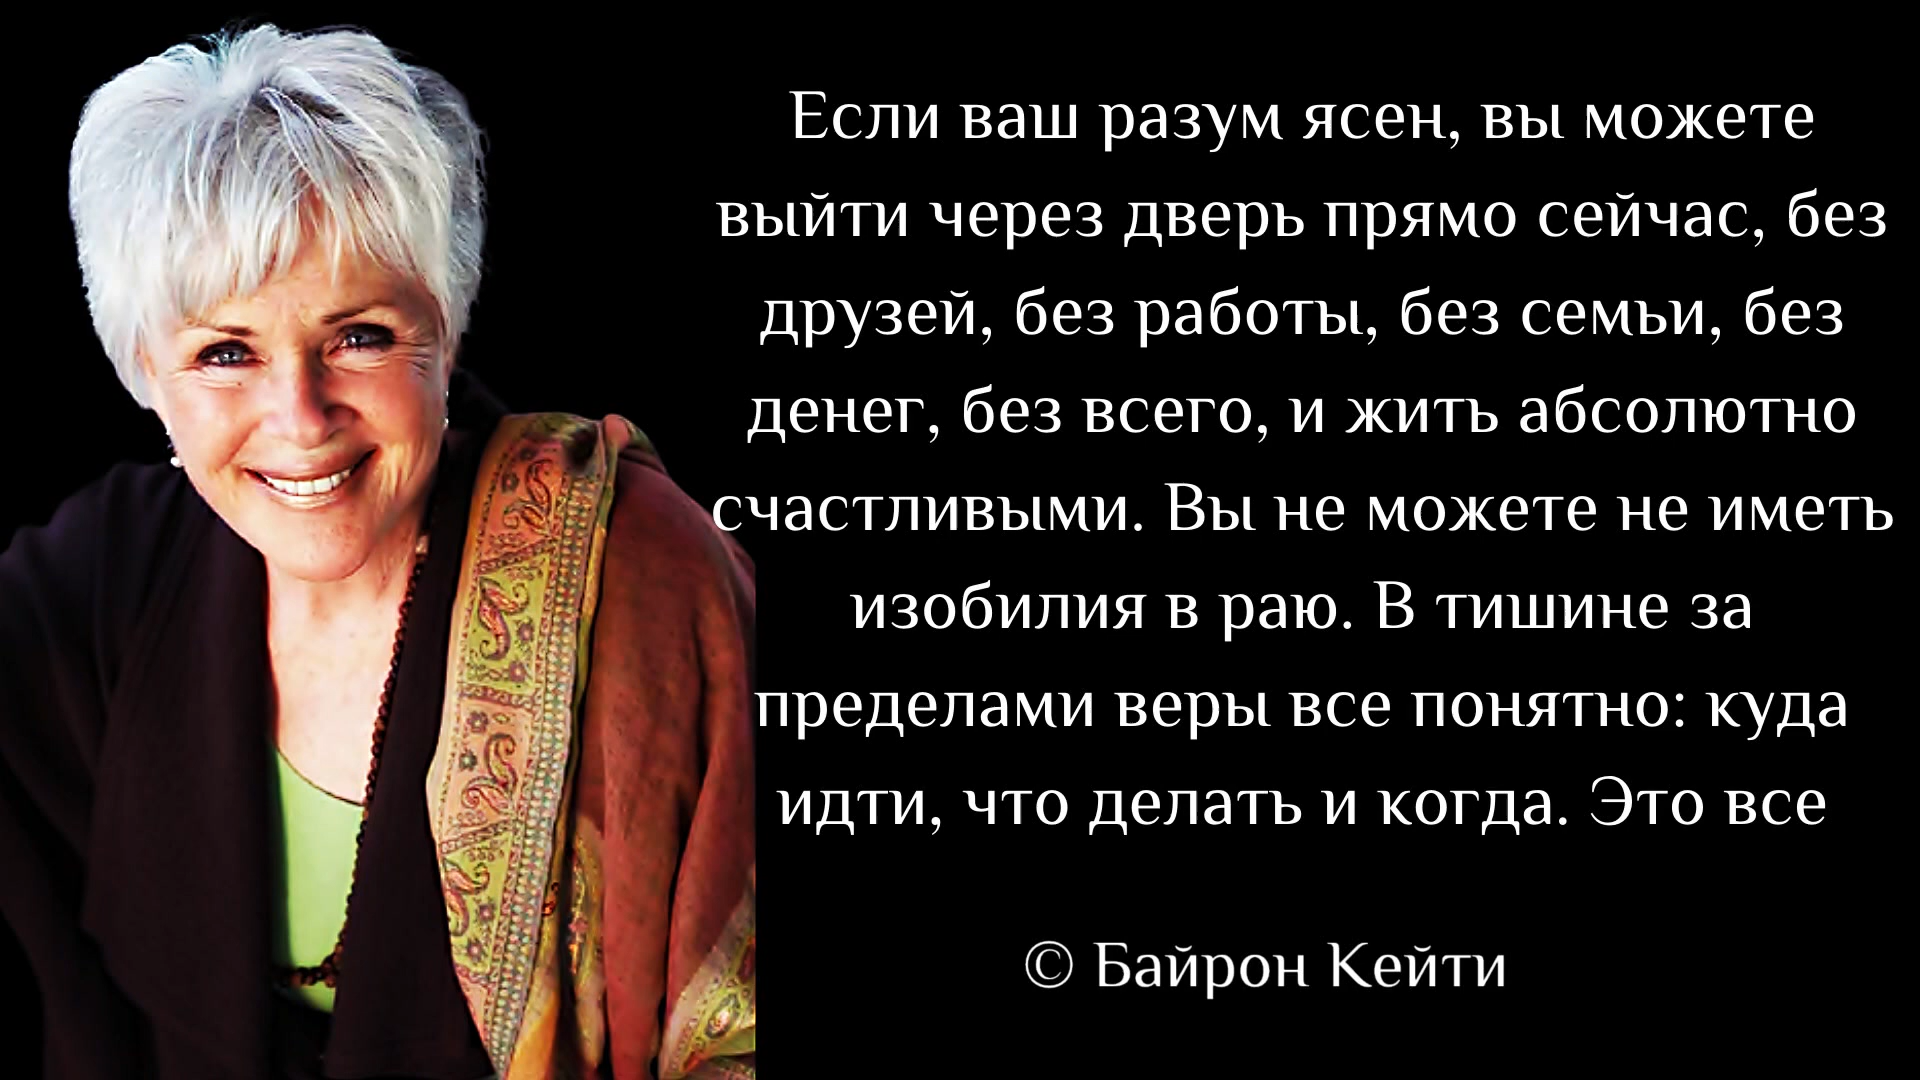 Если ваш разум ясен, вы можете
выйти через дверь прямо сейчас, без
друзей, без работы, без семьи, без
денег, без всего, и жить абсолютно
счастливыми. Вы не можете не иметь
изобилия в раю. В тишине за
пределами веры все понятно: куда
идти, что делать и когда. Это все
© Байрон Кейти